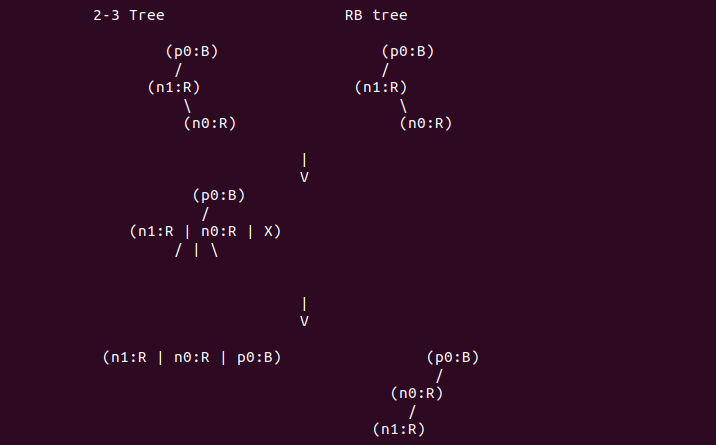 2-3 Tree                    RB tree

        (p0:B)                  (p0:B)
         /                       /
      (n1:R)                 (n1:R)
          \                       \
          (n0:R)                  (n0:R)

                       |
                       V
           (p0:B)
            /
    (n1:R | n0:R | X)
         / | \

                       |
                       V

 (n1:R | n0:R | p0:B)                (p0:B)
                                      /
                                 (n0:R)
                                   /
                               (n1:R)